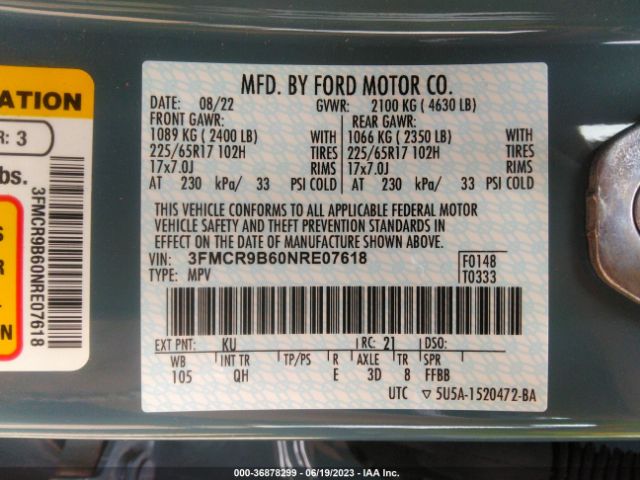 ATION
R: 3
bs.
R
N
3FMCR9B60NRE07618
MFD. BY FORD MOTOR CO.
DATE: 08/22 GVWR: 2100 KG ( 4630 LB)
FRONT GAWR: REAR GAWR:
1089 KG ( 2400 LB) WITH 1066 KG ( 2350 LB) WITH
225/65R17 102H TIRES 225/65R17 102H TIRES
17x7.0J RIMS 17x7.0J RIMS
AT 230 kPa/ 33 PSI COLD AT 230 kPa/ 33 PSI COLD
THIS VEHICLE CONFORMS TO ALL APPLICABLE FEDERAL MOTOR
VEHICLE SAFETY AND THEFT PREVENTION STANDARDS IN
EFFECT ON THE DATE OF MANUFACTURE SHOWN ABOVE.
VIN: 3FMCR9B60NRE07618 F0148
TYPE: MPV T0333
EXT PNT: KU RC: 21 DSO:
WB INT TR TP/PS R AXLE TR SPR
105 QH E 3D 8 FFBB
UTC 5U5A-1520472-BA
000-36878299 - 06/19/2023 - IAA Inc.